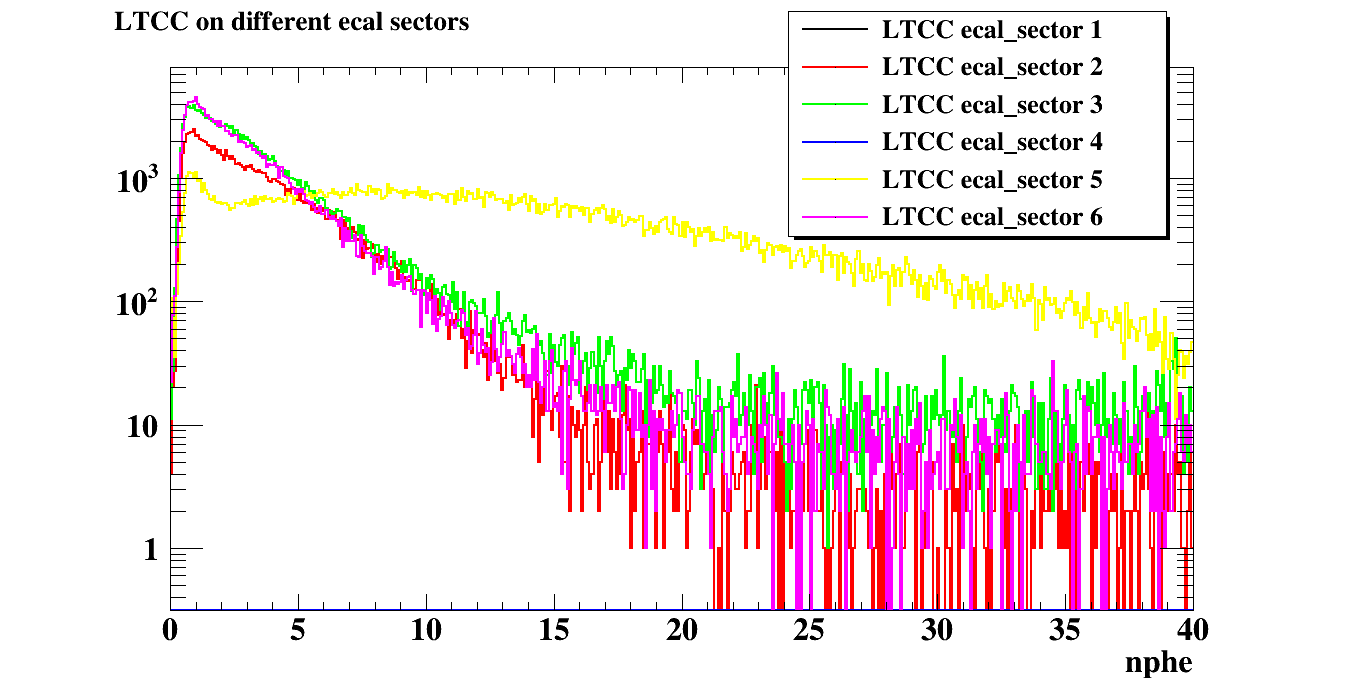 LTCC on different ecal sectors
LTCC ecal_sector 1
LTCC ecal_sector 2
LTCC ecal_sector 3
LTCC ecal_sector 4
LTCC ecal_sector 5
LTCC ecal_sector 6
10³
10²
10
1
0 5 10 15 20 25 30 35 40
nphe